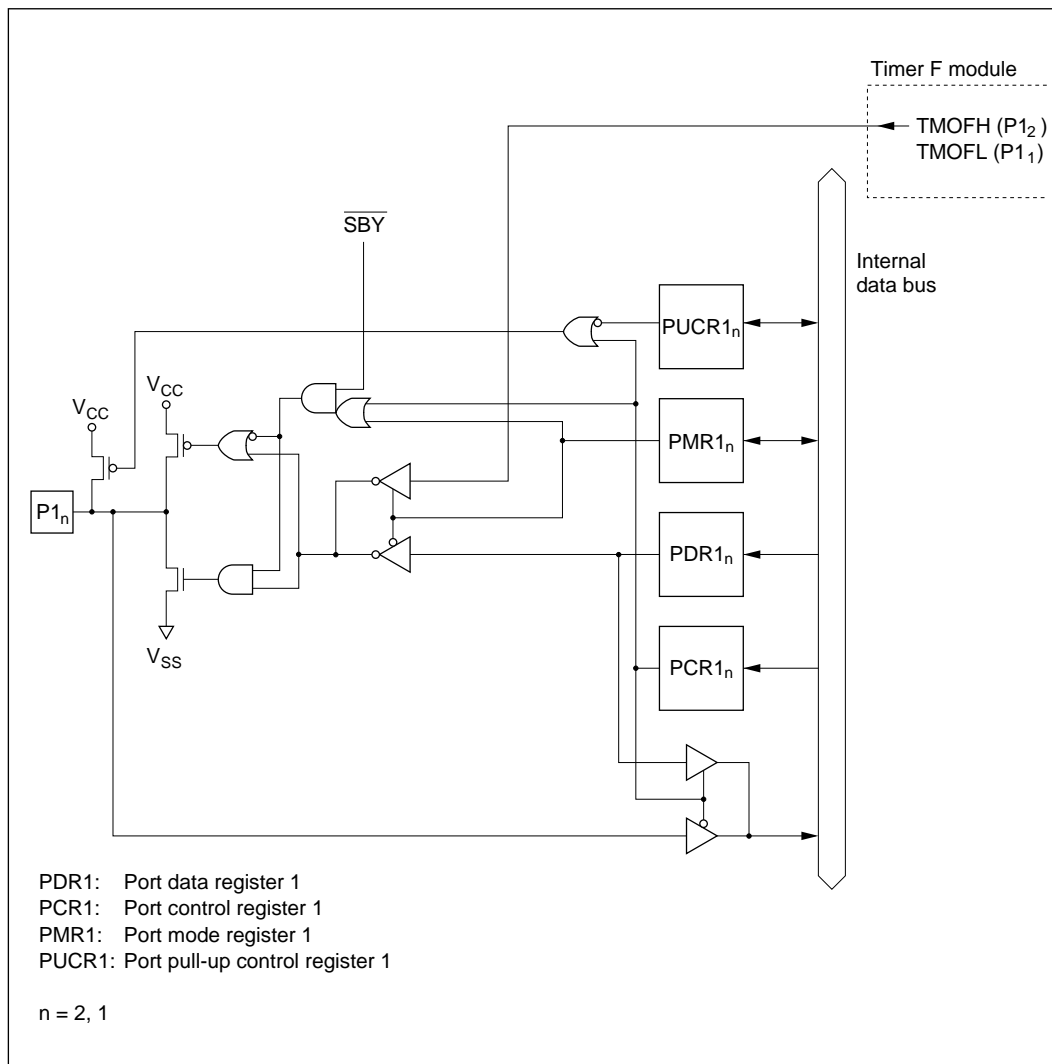 Timer F module
TMOFH (P1₂)
TMOFL (P1₁)
S̅B̅Y̅
Internal
data bus
PUCR1ₙ
V_CC
V_CC
PMR1ₙ
P1ₙ
PDR1ₙ
V_SS
PCR1ₙ
PDR1: Port data register 1
PCR1: Port control register 1
PMR1: Port mode register 1
PUCR1: Port pull-up control register 1
n = 2, 1